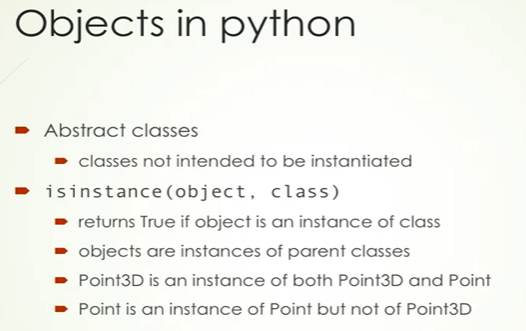 Objects in python
Abstract classes
classes not intended to be instantiated
isinstance(object, class)
returns True if object is an instance of class
objects are instances of parent classes
Point3D is an instance of both Point3D and Point
Point is an instance of Point but not of Point3D